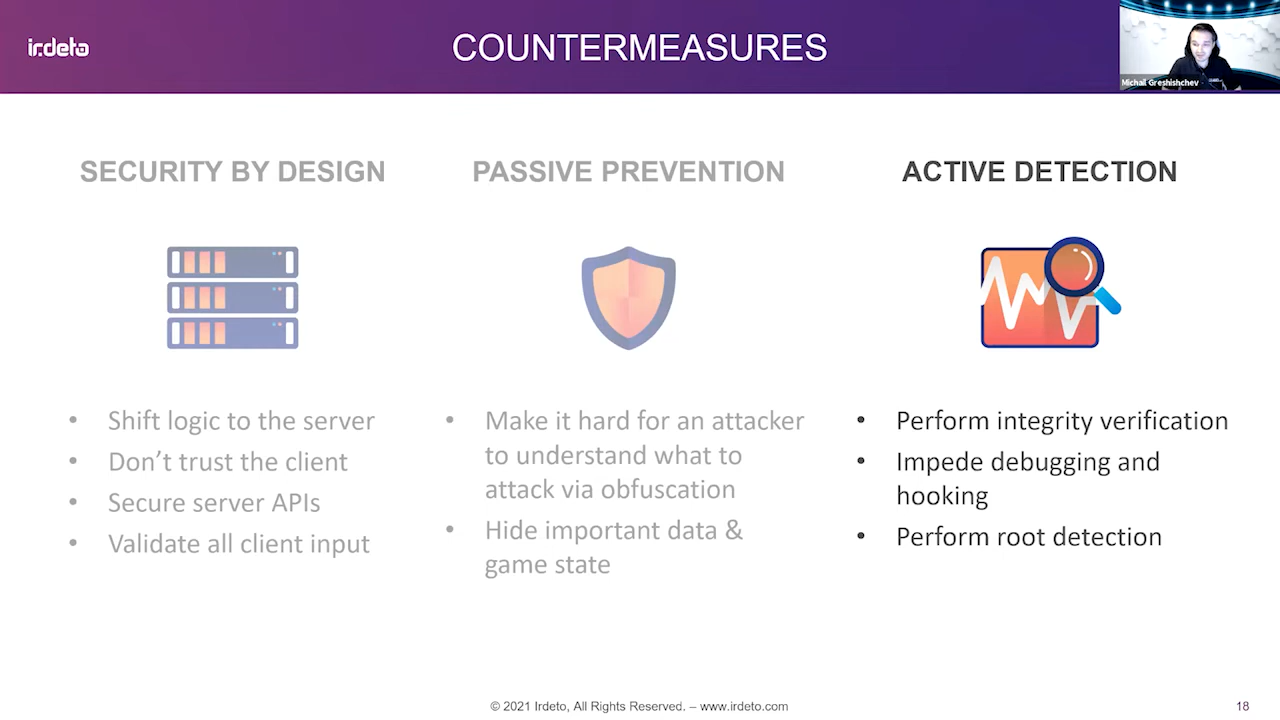 irdeto
COUNTERMEASURES
Michail Greshishchev
SECURITY BY DESIGN
• Shift logic to the server
• Don’t trust the client
• Secure server APIs
• Validate all client input
PASSIVE PREVENTION
• Make it hard for an attacker
to understand what to
attack via obfuscation
• Hide important data &
game state
ACTIVE DETECTION
• Perform integrity verification
• Impede debugging and
hooking
• Perform root detection
© 2021 Irdeto, All Rights Reserved. – www.irdeto.com
18